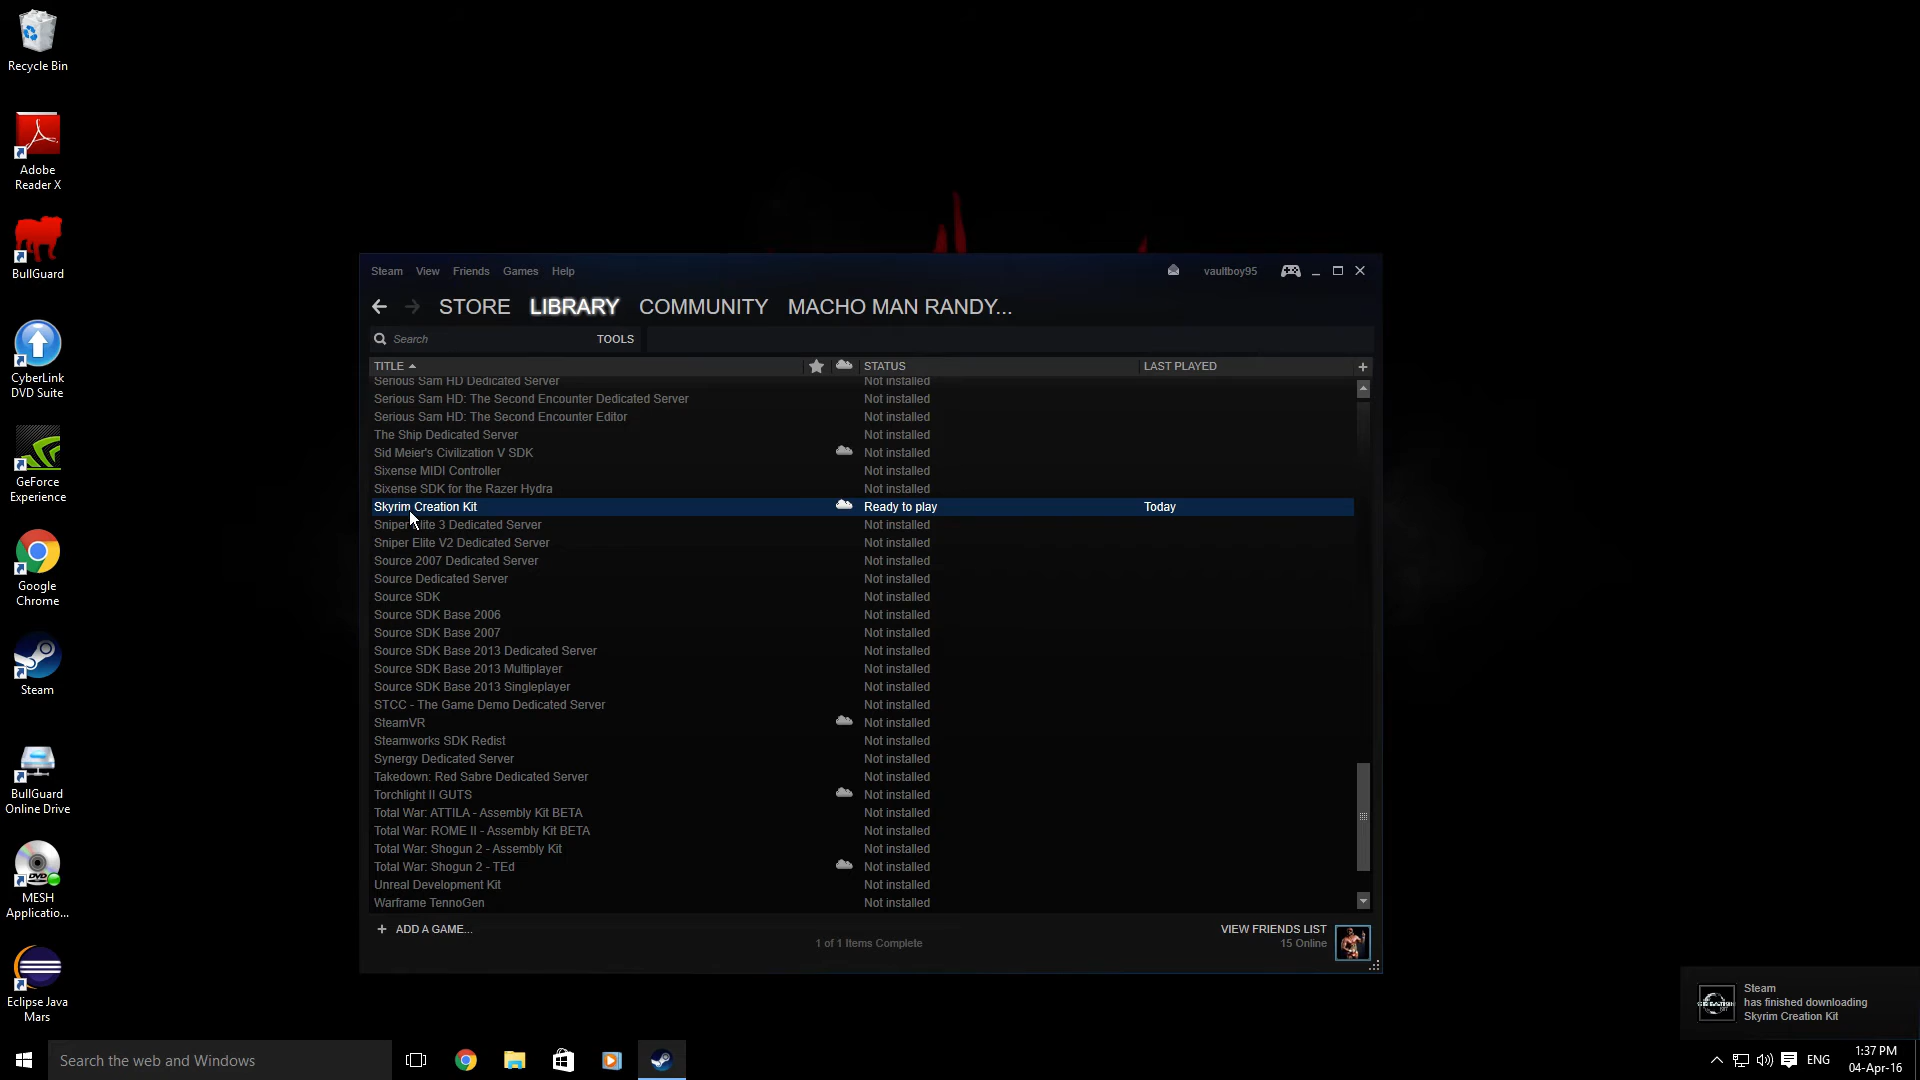 Recycle Bin
Adobe
Reader X
BullGuard
CyberLink
DVD Suite
GeForce
Experience
Google
Chrome
Steam
BullGuard
Online Drive
MESH
Applicatio...
Eclipse Java
Mars
Steam View Friends Games Help vaultboy95
STORE LIBRARY COMMUNITY MACHO MAN RANDY...
Search TOOLS
TITLE STATUS LAST PLAYED
Serious Sam HD Dedicated Server Not installed
Serious Sam HD: The Second Encounter Dedicated Server Not installed
Serious Sam HD: The Second Encounter Editor Not installed
The Ship Dedicated Server Not installed
Sid Meier's Civilization V SDK Not installed
Sixense MIDI Controller Not installed
Sixense SDK for the Razer Hydra Not installed
Skyrim Creation Kit Ready to play Today
Sniper Elite 3 Dedicated Server Not installed
Sniper Elite V2 Dedicated Server Not installed
Source 2007 Dedicated Server Not installed
Source Dedicated Server Not installed
Source SDK Not installed
Source SDK Base 2006 Not installed
Source SDK Base 2007 Not installed
Source SDK Base 2013 Dedicated Server Not installed
Source SDK Base 2013 Multiplayer Not installed
Source SDK Base 2013 Singleplayer Not installed
STCC - The Game Demo Dedicated Server Not installed
SteamVR Not installed
Steamworks SDK Redist Not installed
Synergy Dedicated Server Not installed
Takedown: Red Sabre Dedicated Server Not installed
Torchlight II GUTS Not installed
Total War: ATTILA - Assembly Kit BETA Not installed
Total War: ROME II - Assembly Kit BETA Not installed
Total War: Shogun 2 - Assembly Kit Not installed
Total War: Shogun 2 - TEd Not installed
Unreal Development Kit Not installed
Warframe TennoGen Not installed
+ ADD A GAME... VIEW FRIENDS LIST
1 of 1 Items Complete 15 Online
Steam
has finished downloading
Skyrim Creation Kit
Search the web and Windows
ENG
1:37 PM
04-Apr-16